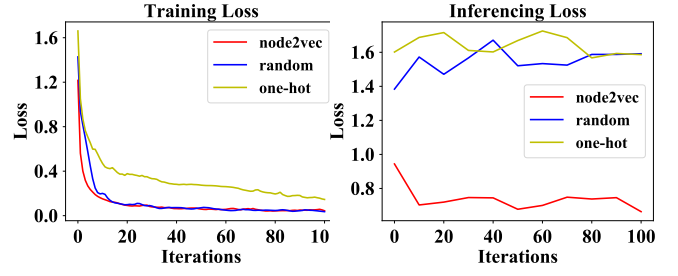 Training Loss
Loss
1.6
1.2
0.8
0.4
0.0
node2vec
random
one-hot
0 20 40 60 80 10
Iterations
Inferencing Loss
Loss
1.6
1.4
1.2
1.0
0.8
node2vec
random
one-hot
0 20 40 60 80 100
Iterations